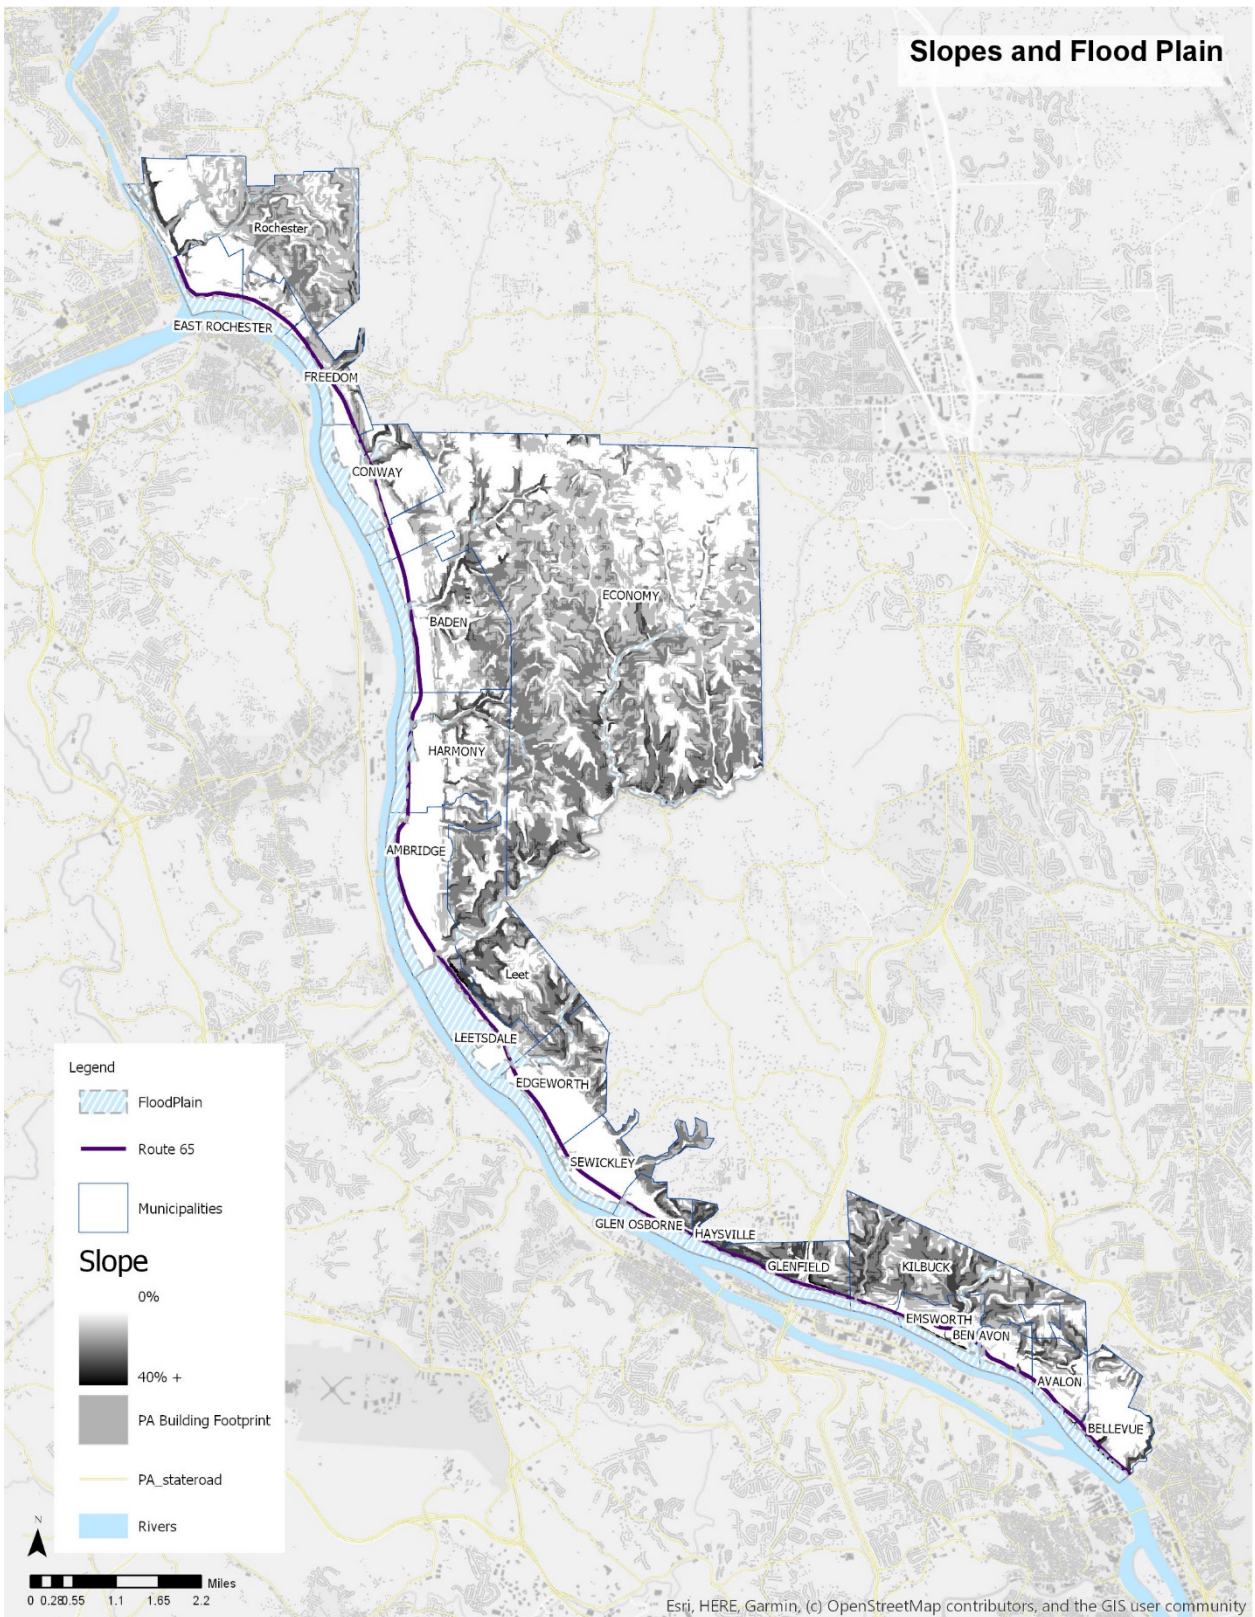 Slopes and Flood Plain
Rochester
EAST ROCHESTER
FREEDOM
CONWAY
ECONOMY
BADEN
HARMONY
AMBRIDGE
Leet
LEETSDALE
EDGEWORTH
SEWICKLEY
GLEN OSBORNE
HAYSVILLE
GLENFIELD
KILBUCK
EMSWORTH
BEN AVON
AVALON
BELLEVUE
Legend
FloodPlain
Route 65
Municipalities
Slope
0%
40% +
PA Building Footprint
PA_stateroad
Rivers
N
Miles
0 0.280.55 1.1 1.65 2.2
Esri, HERE, Garmin, (c) OpenStreetMap contributors, and the GIS user community